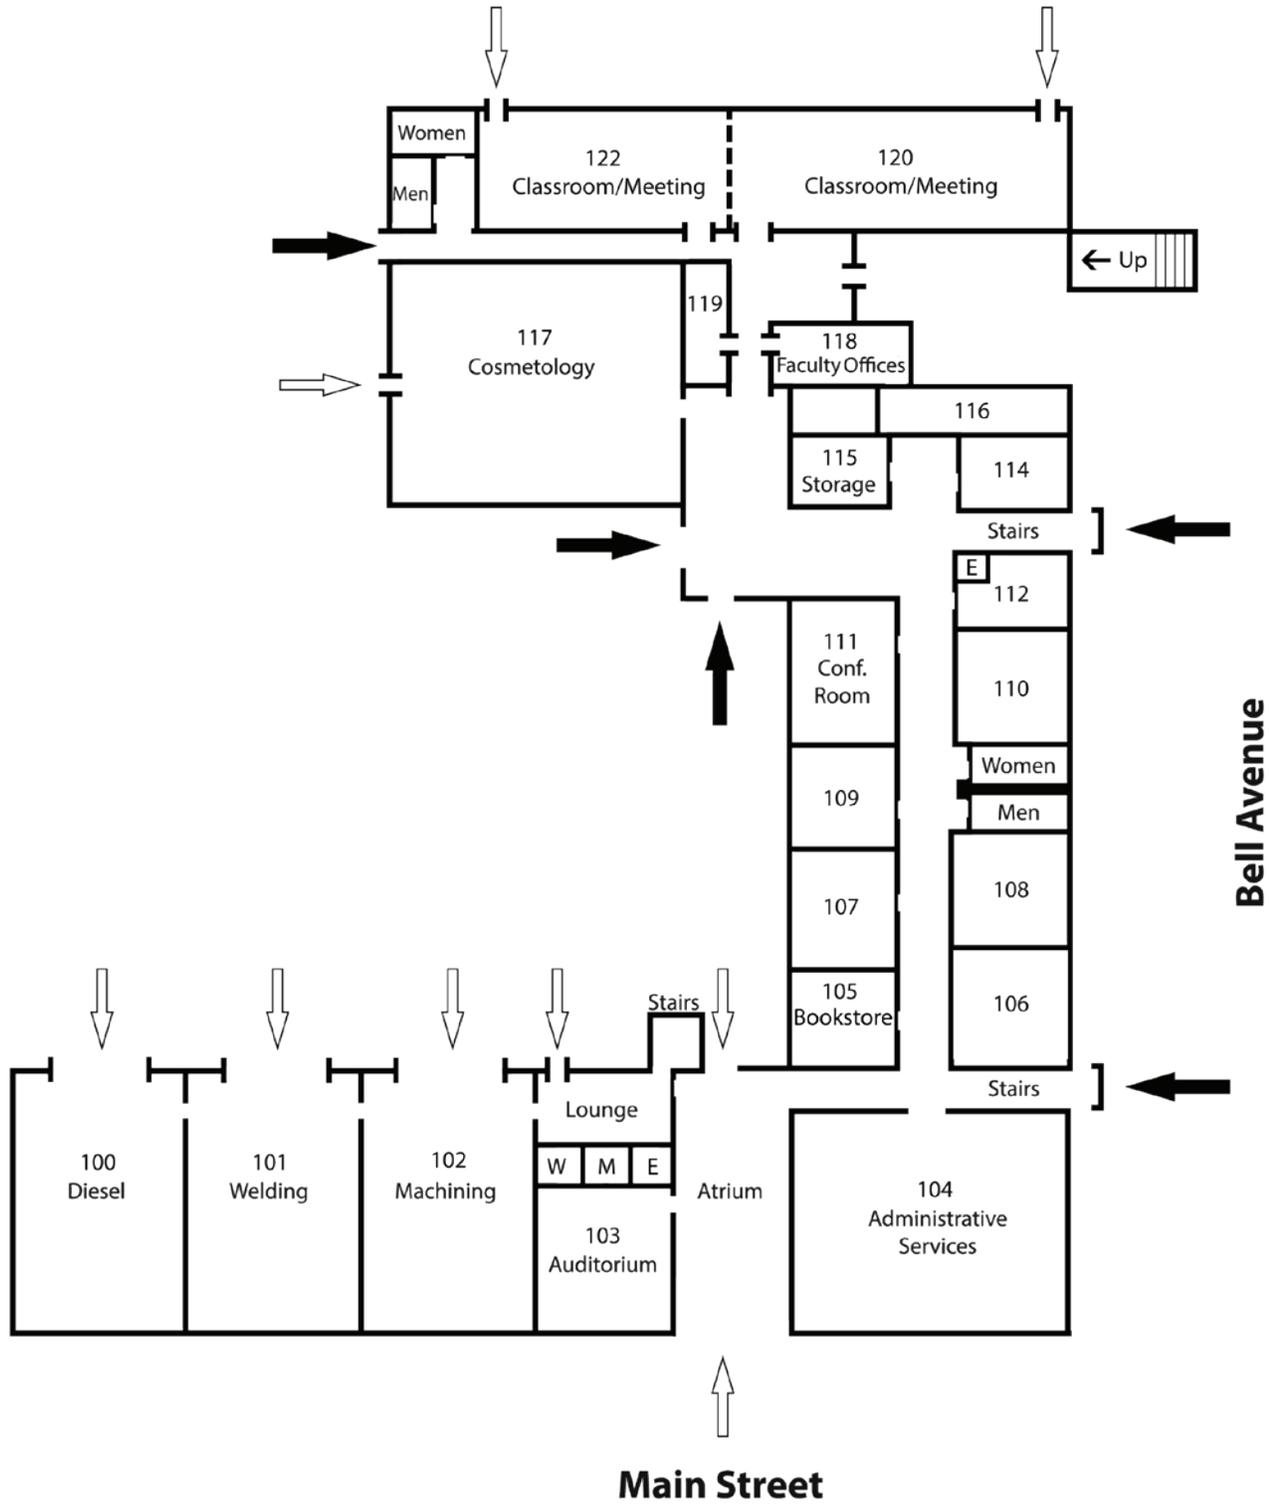 Women
122
Classroom/Meeting
120
Classroom/Meeting
Men
Up
119
117
Cosmetology
118
Faculty Offices
116
115
Storage
114
Stairs
E
112
111
Conf.
Room
110
Women
109
Men
108
107
105
Bookstore
106
Bell Avenue
Stairs
Stairs
Lounge
100
Diesel
101
Welding
102
Machining
W
M
E
Atrium
103
Auditorium
104
Administrative
Services
Main Street